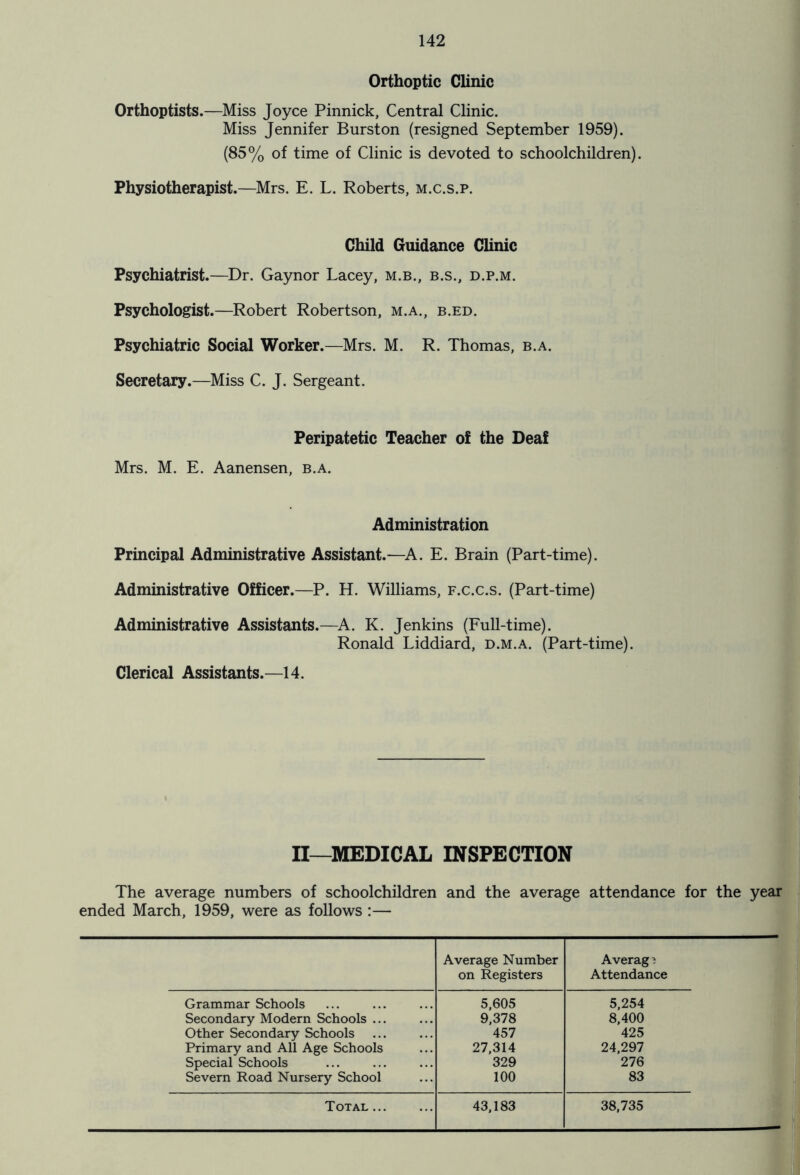 142
Orthoptic Clinic
Orthoptists.—Miss Joyce Pinnick, Central Clinic.
Miss Jennifer Burston (resigned September 1959).
(85% of time of Clinic is devoted to schoolchildren).
Physiotherapist.—Mrs. E. L. Roberts, M.C.S.P.
Child Guidance Clinic
Psychiatrist.—Dr. Gaynor Lacey, M.B., B.S., D.P.M.
Psychologist.—Robert Robertson, M.A., B.ED.
Psychiatric Social Worker.—Mrs. M. R. Thomas, B.A.
Secretary.—Miss C. J. Sergeant.
Peripatetic Teacher of the Deaf
Mrs. M. E. Aanensen, B.A.
Administration
Principal Administrative Assistant.—A. E. Brain (Part-time).
Administrative Officer.—P. H. Williams, F.C.C.S. (Part-time)
Administrative Assistants.—A. K. Jenkins (Full-time).
Ronald Liddiard, D.M.A. (Part-time).
Clerical Assistants.—14.
II—MEDICAL INSPECTION
The average numbers of schoolchildren and the average attendance for the year
ended March, 1959, were as follows :—
Average Number on Registers Average Attendance
Grammar Schools ... ... ... 5,605 5,254
Secondary Modern Schools ... ... 9,378 8,400
Other Secondary Schools ... ... 457 425
Primary and All Age Schools ... 27,314 24,297
Special Schools ... ... ... 329 276
Severn Road Nursery School ... 100 83
TOTAL ... ... 43,183 38,735